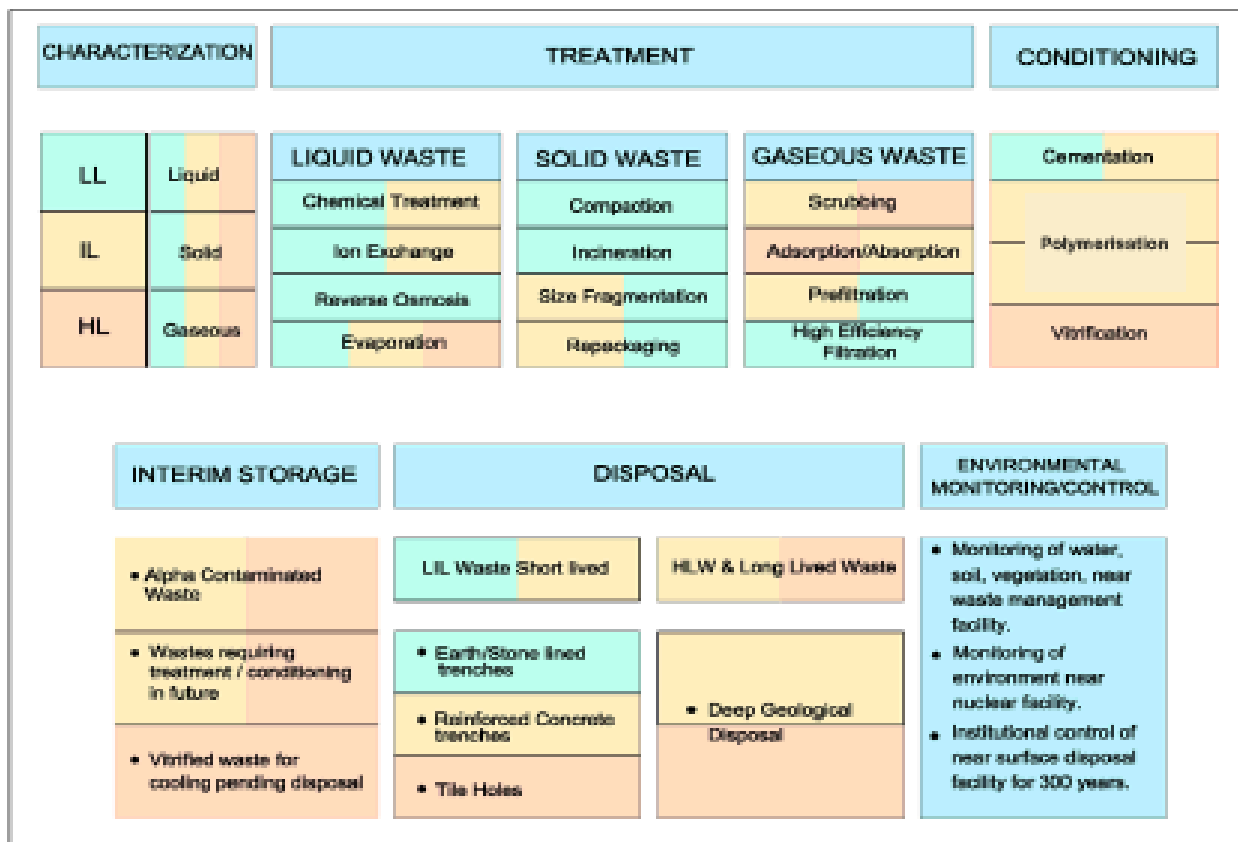 CHARACTERIZATION
TREATMENT
CONDITIONING
LL
IL
HL
Liquid
Solid
Gaseous
LIQUID WASTE
Chemical Treatment
Ion Exchange
Reverse Osmosis
Evaporation
SOLID WASTE
Compaction
Incineration
Size Fragmentation
Repackaging
GASEOUS WASTE
Scrubbing
Adsorption/Absorption
Prefiltration
High Efficiency
Filtration
Cementation
Polymerisation
Vitrification
INTERIM STORAGE
• Alpha Contaminated
Waste
• Wastes requiring
treatment / conditioning
in future
• Vitrified waste for
cooling pending disposal
DISPOSAL
LIL Waste Short lived
• Earth/Stone lined
trenches
• Reinforced Concrete
trenches
• Tile Holes
HLW & Long Lived Waste
• Deep Geological
Disposal
ENVIRONMENTAL
MONITORING/CONTROL
• Monitoring of water,
soil, vegetation, near
waste management
facility.
• Monitoring of
environment near
nuclear facility.
• Institutional control of
near surface disposal
facility for 300 years.